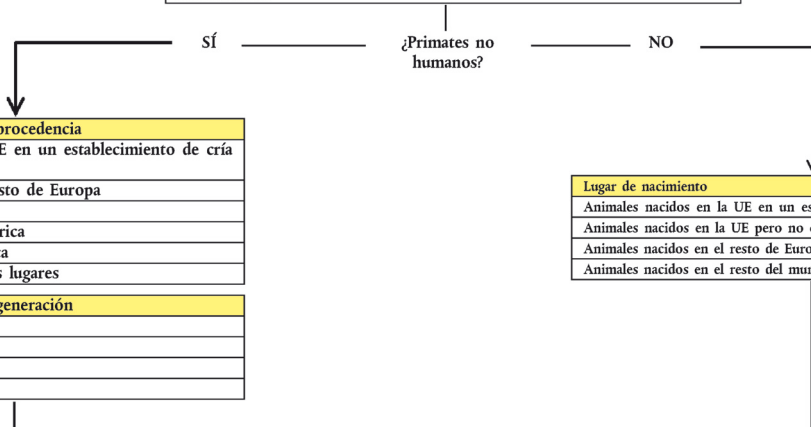 SÍ
¿Primates no
humanos?
NO
procedencia
E en un establecimiento de cría
sto de Europa
rica
a
s lugares
generación
Lugar de nacimiento
Animales nacidos en la UE en un es
Animales nacidos en la UE pero no
Animales nacidos en el resto de Euro
Animales nacidos en el resto del mun